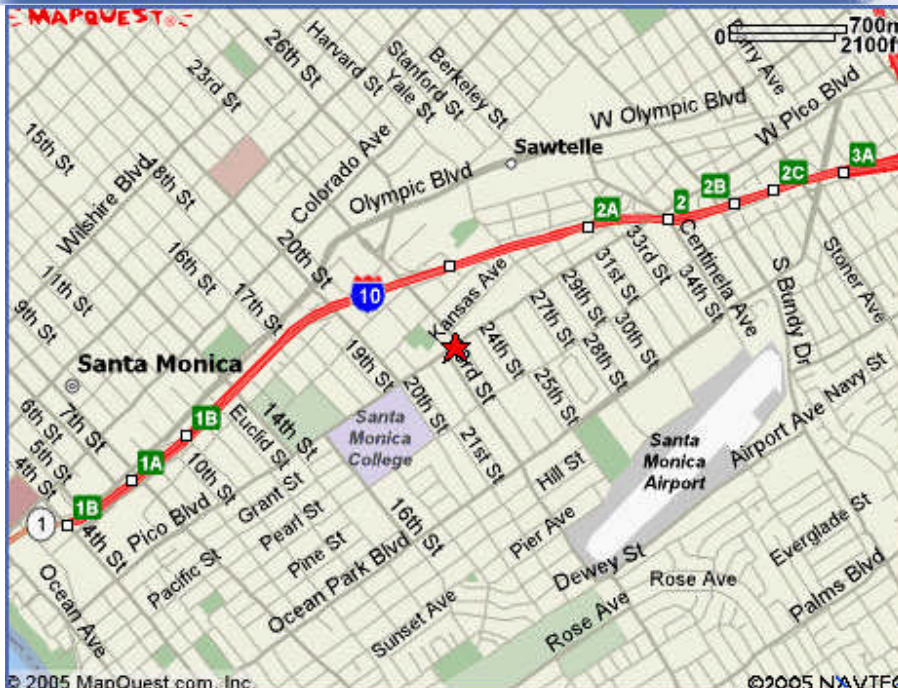 MAPQUEST
0 700m
2100ft
26th St
Harvard St
Stanford St
Yale St
Berkeley St
23rd St
W Olympic Blvd
W Pico Blvd
15th St
Wilshire Blvd
18th St
Colorado Ave
Olympic Blvd
Sawtelle
3A
2C
2B
2
2A
11th St
16th St
20th St
9th St
17th St
10
Kansas Ave
31st St
33rd St
34th St
Centinella Ave
S Bundy Dr
Stoner Ave
29th St
30th St
27th St
28th St
24th St
25th St
Santa Monica
19th St
20th St
21st St
6th St
7th St
5th St
4th St
1B
Euclid St
14th St
Santa
Monica
College
1A
10th St
Grant St
1B
1
4th St
Pico Blvd
Pearl St
Pine St
Pacific St
16th St
Ocean Park Blvd
Hill St
Pier Ave
Santa
Monica
Airport
Airport Ave
Navy St
Dewey St
Rose Ave
Everglade St
Palms Blvd
Ocean Ave
Sunset Ave
Rose Ave
© 2005 MapQuest.com, Inc.
©2005